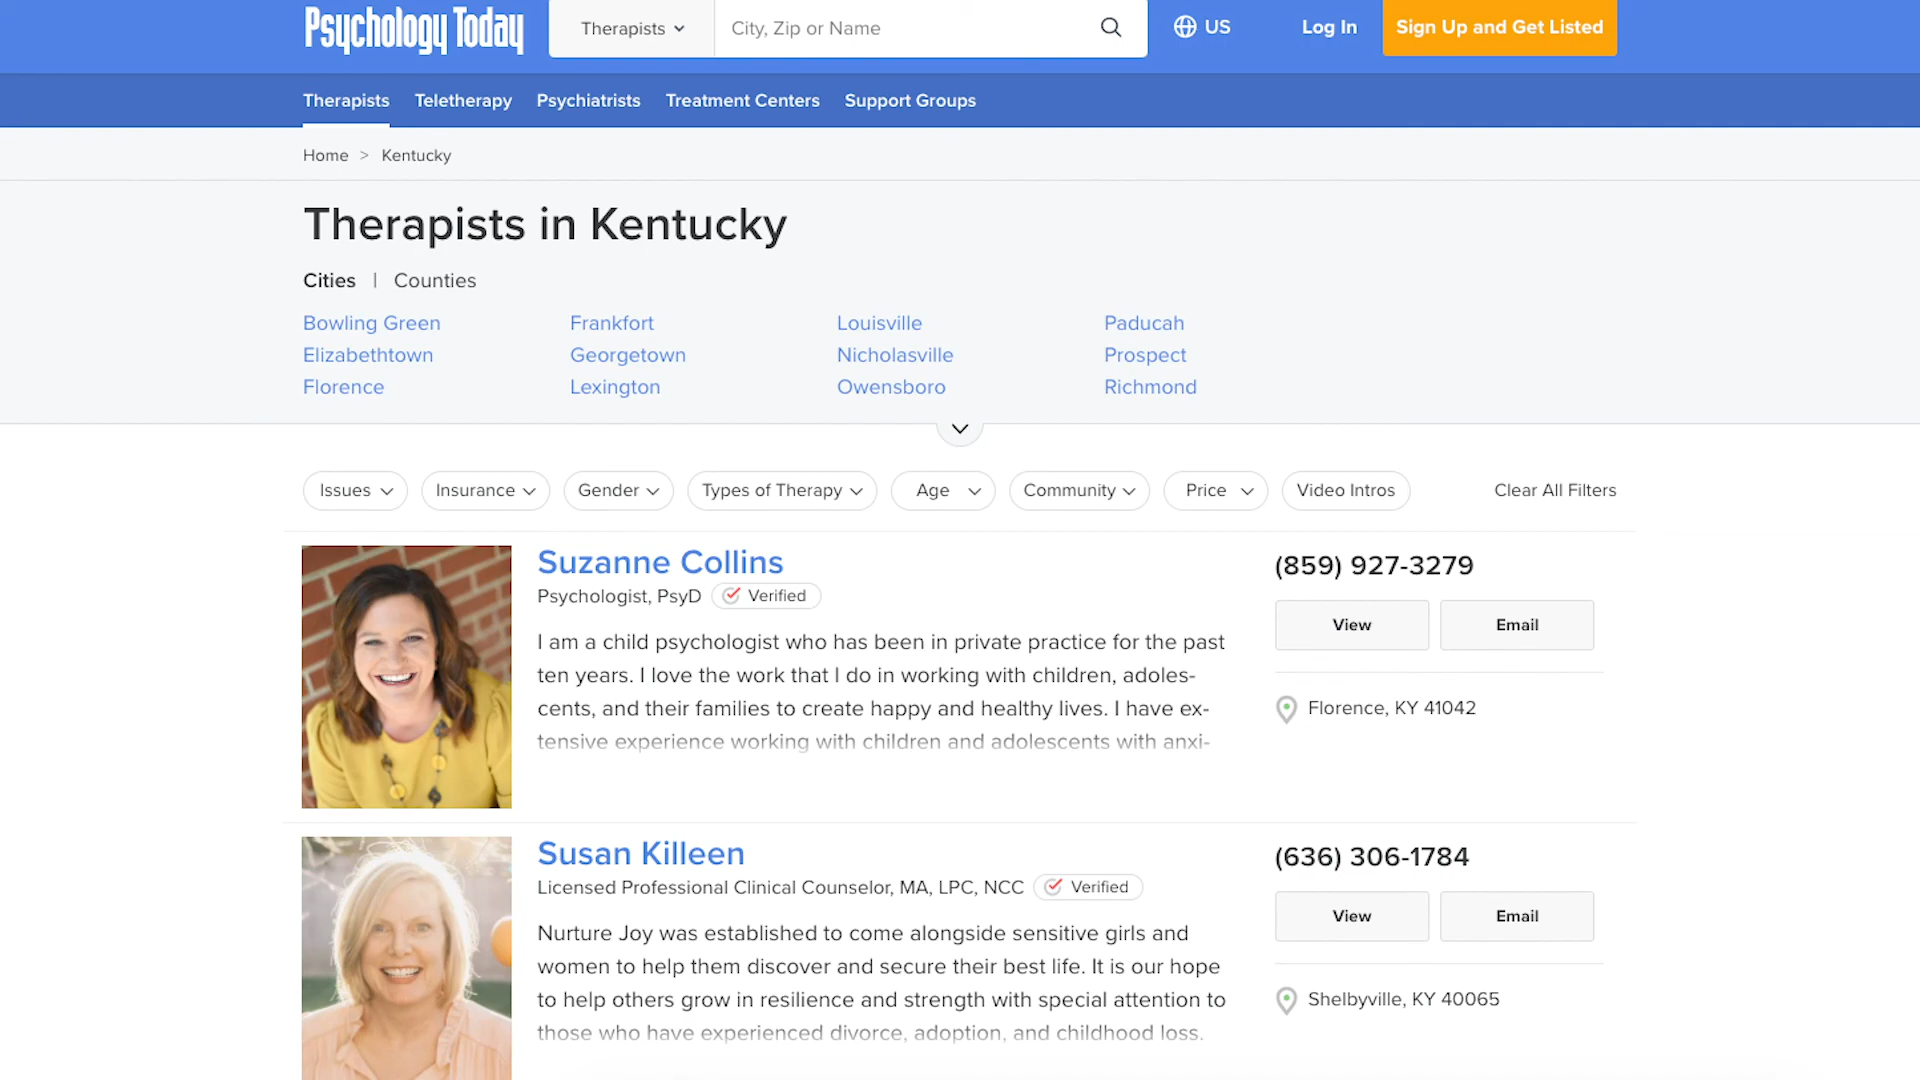 Psychology Today
Therapists
City, Zip or Name
US
Log In
Sign Up and Get Listed
Therapists
Teletherapy
Psychiatrists
Treatment Centers
Support Groups
Home > Kentucky
Therapists in Kentucky
Cities | Counties
Bowling Green
Frankfort
Louisville
Paducah
Elizabethtown
Georgetown
Nicholasville
Prospect
Florence
Lexington
Owensboro
Richmond
Issues
Insurance
Gender
Types of Therapy
Age
Community
Price
Video Intros
Clear All Filters
Suzanne Collins
Psychologist, PsyD
Verified
I am a child psychologist who has been in private practice for the past
ten years. I love the work that I do in working with children, adoles-
cents, and their families to create happy and healthy lives. I have ex-
tensive experience working with children and adolescents with anxi-
(859) 927-3279
View
Email
Florence, KY 41042
Susan Killeen
Licensed Professional Clinical Counselor, MA, LPC, NCC
Verified
Nurture Joy was established to come alongside sensitive girls and
women to help them discover and secure their best life. It is our hope
to help others grow in resilience and strength with special attention to
those who have experienced divorce, adoption, and childhood loss.
(636) 306-1784
View
Email
Shelbyville, KY 40065